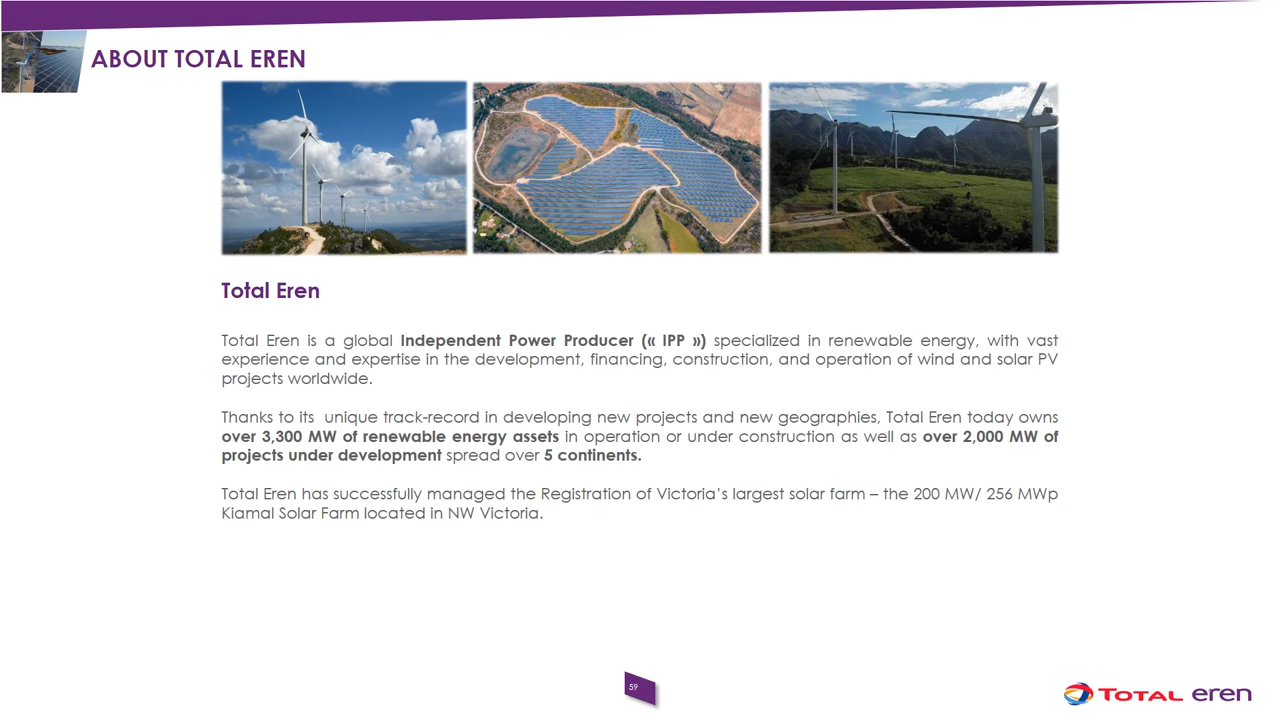 ABOUT TOTAL EREN
Total Eren
Total Eren is a global Independent Power Producer (« IPP ») specialized in renewable energy, with vast
experience and expertise in the development, financing, construction, and operation of wind and solar PV
projects worldwide.
Thanks to its unique track-record in developing new projects and new geographies, Total Eren today owns
over 3,300 MW of renewable energy assets in operation or under construction as well as over 2,000 MW of
projects under development spread over 5 continents.
Total Eren has successfully managed the Registration of Victoria's largest solar farm – the 200 MW/ 256 MWp
Kiamal Solar Farm located in NW Victoria.
59
TOTAL eren